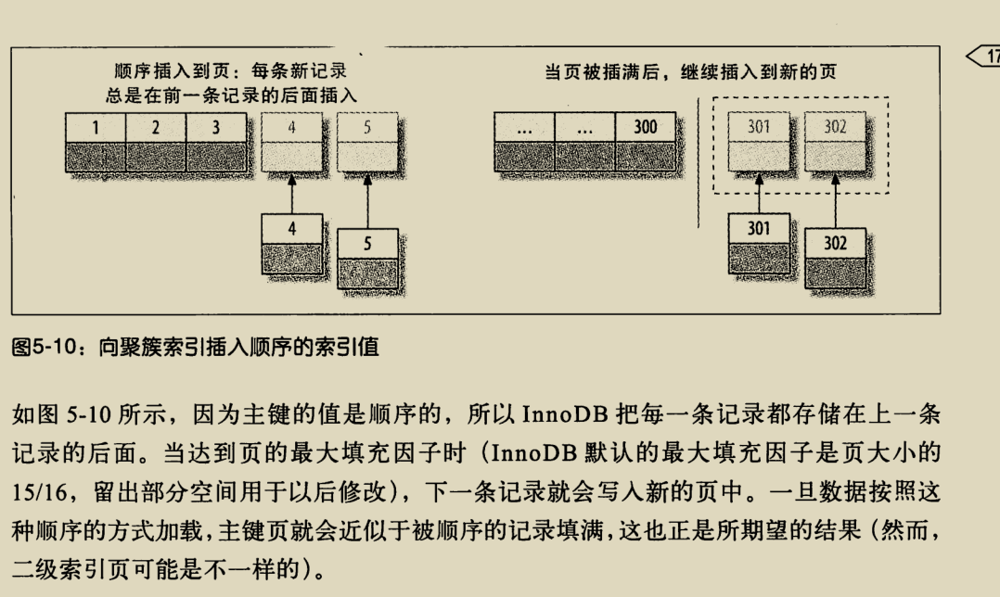 17
顺序插入到页：每条新记录
总是在前一条记录的后面插入
1 2 3 4 5
4
5
当页被插满后，继续插入到新的页
... ... 300 301 302
301
302
图5-10：向聚簇索引插入顺序的索引值
如图 5-10 所示，因为主键的值是顺序的，所以 InnoDB 把每一条记录都存储在上一条
记录的后面。当达到页的最大填充因子时（InnoDB 默认的最大填充因子是页大小的
15/16，留出部分空间用于以后修改），下一条记录就会写入新的页中。一旦数据按照这
种顺序的方式加载，主键页就会近似于被顺序的记录填满，这也正是所期望的结果（然而，
二级索引页可能是不一样的）。